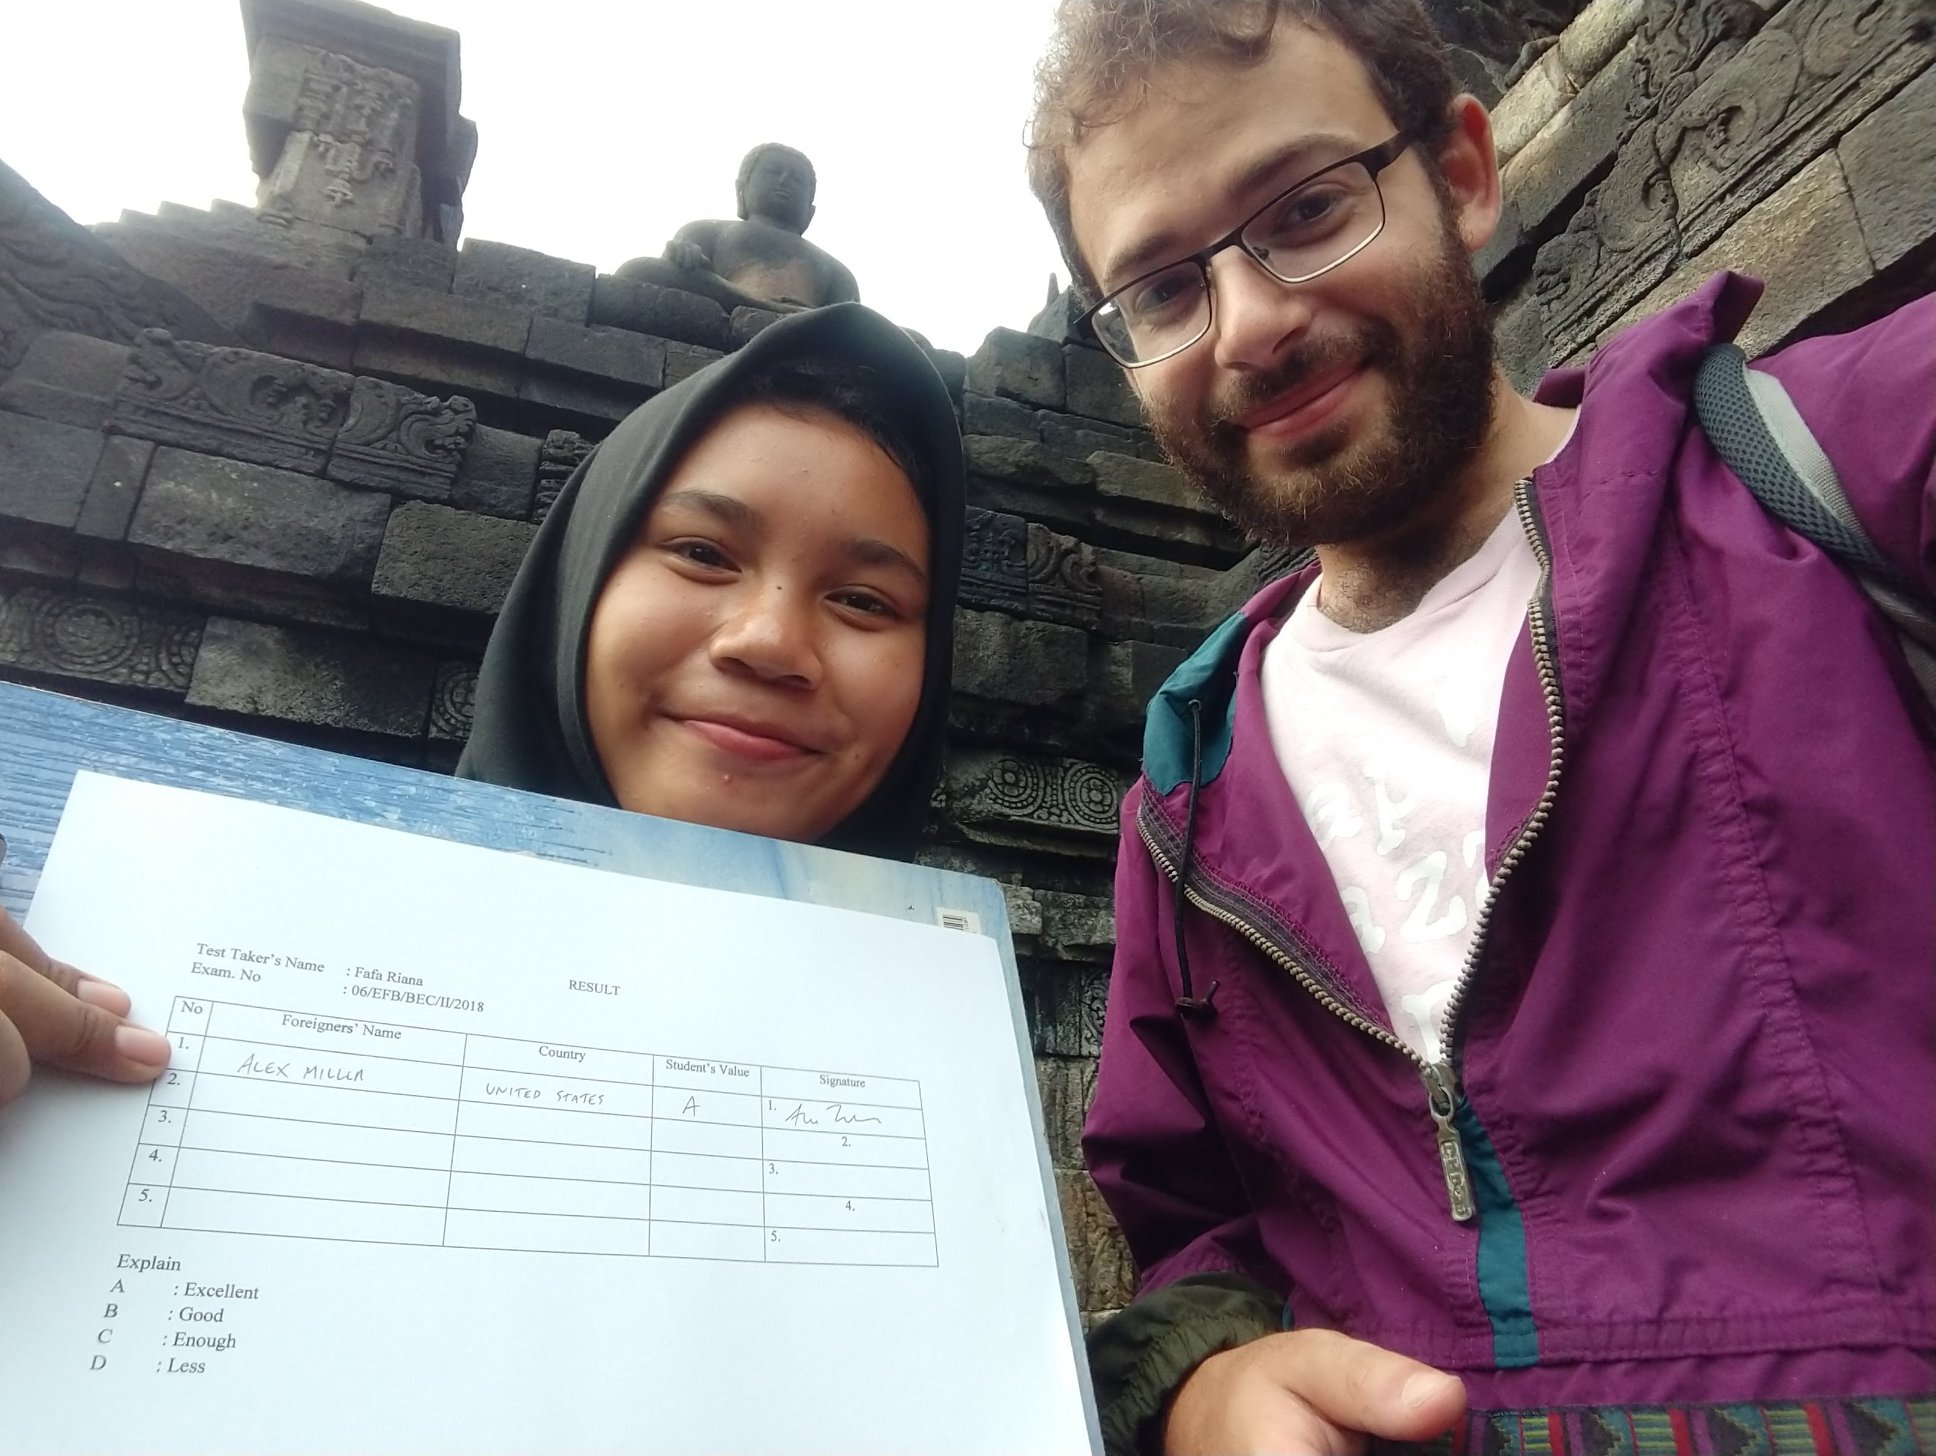 Test Taker's Name : Fafa Riana
Exam. No : 06/EFB/BEC/II/2018
RESULT
No Foreigners' Name Country Student's Value Signature
1. ALEX MILLER UNITED STATES A 1.
2. 2.
3. 3.
4. 4.
5. 5.
Explain
A : Excellent
B : Good
C : Enough
D : Less